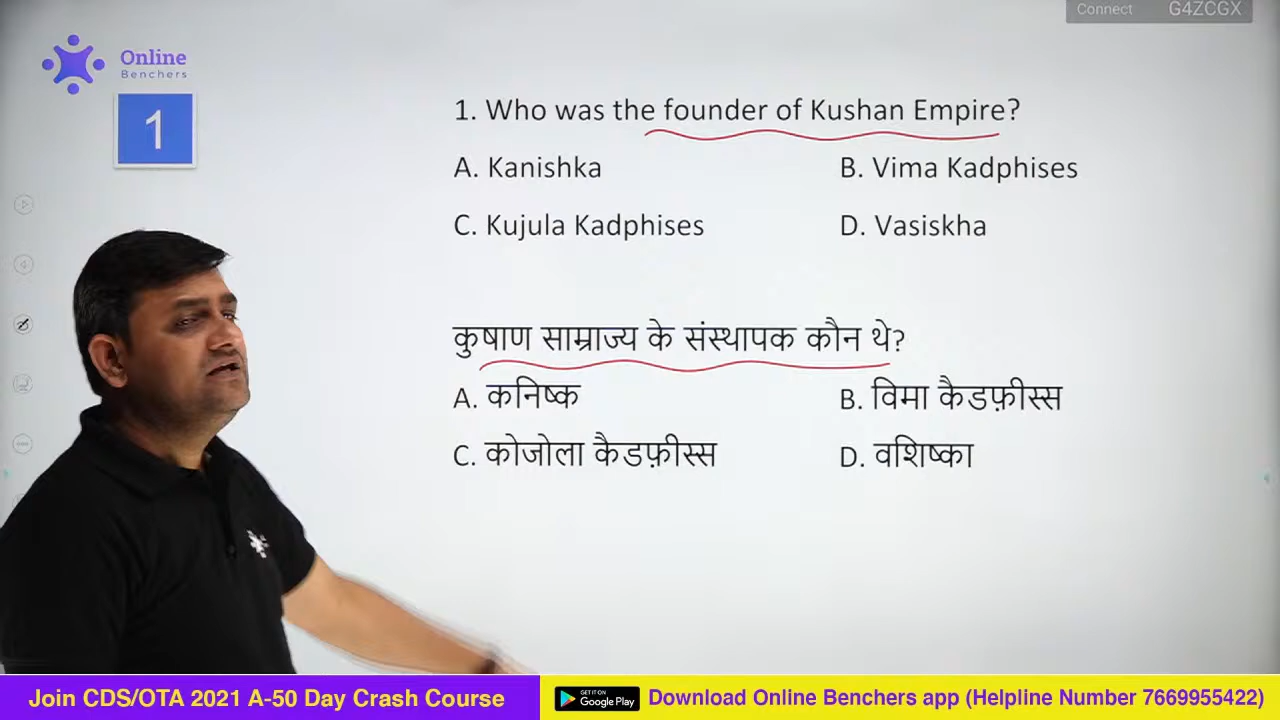 Connect G4ZCGX
Online
Benchers
1
1. Who was the founder of Kushan Empire?
A. Kanishka B. Vima Kadphises
C. Kujula Kadphises D. Vasiskha
कुषाण साम्राज्य के संस्थापक कौन थे?
A. कनिष्क B. विमा कैडफ़ीस्स
C. कोजोला कैडफ़ीस्स D. वशिष्का
Join CDS/OTA 2021 A-50 Day Crash Course
GET IT ON
Google Play
Download Online Benchers app (Helpline Number 7669955422)